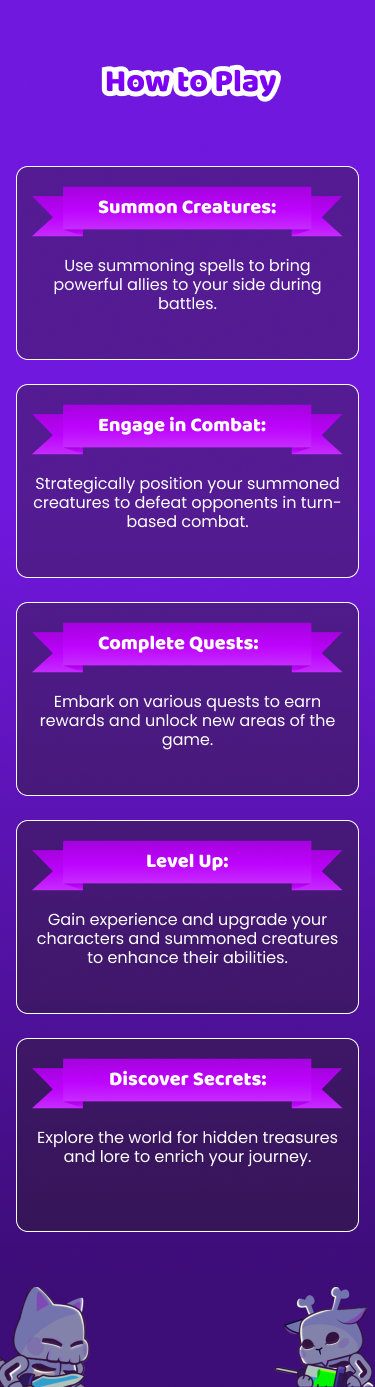 How to Play
Summon Creatures:
Use summoning spells to bring
powerful allies to your side during
battles.
Engage in Combat:
Strategically position your summoned
creatures to defeat opponents in turn-
based combat.
Complete Quests:
Embark on various quests to earn
rewards and unlock new areas of the
game.
Level Up:
Gain experience and upgrade your
characters and summoned creatures
to enhance their abilities.
Discover Secrets:
Explore the world for hidden treasures
and lore to enrich your journey.